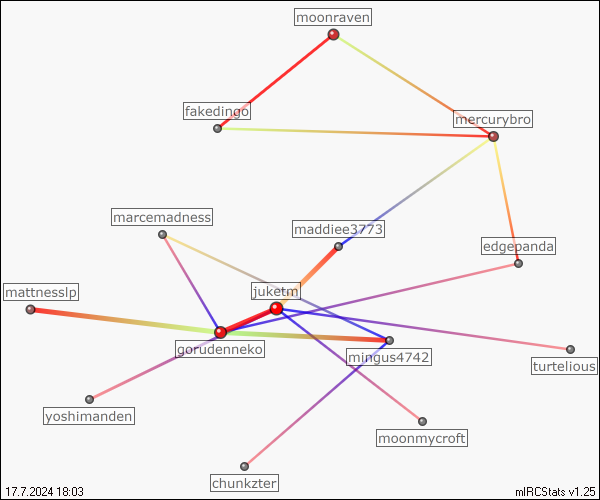 moonraven
fakedingo
mercurybro
marcemadness
maddiee3773
edgepanda
mattnesslp
juketm
gorudenneko
mingus4742
turtelious
yoshimanden
moonmycroft
chunkzter
17.7.2024 18:03
mIRCStats v1.25